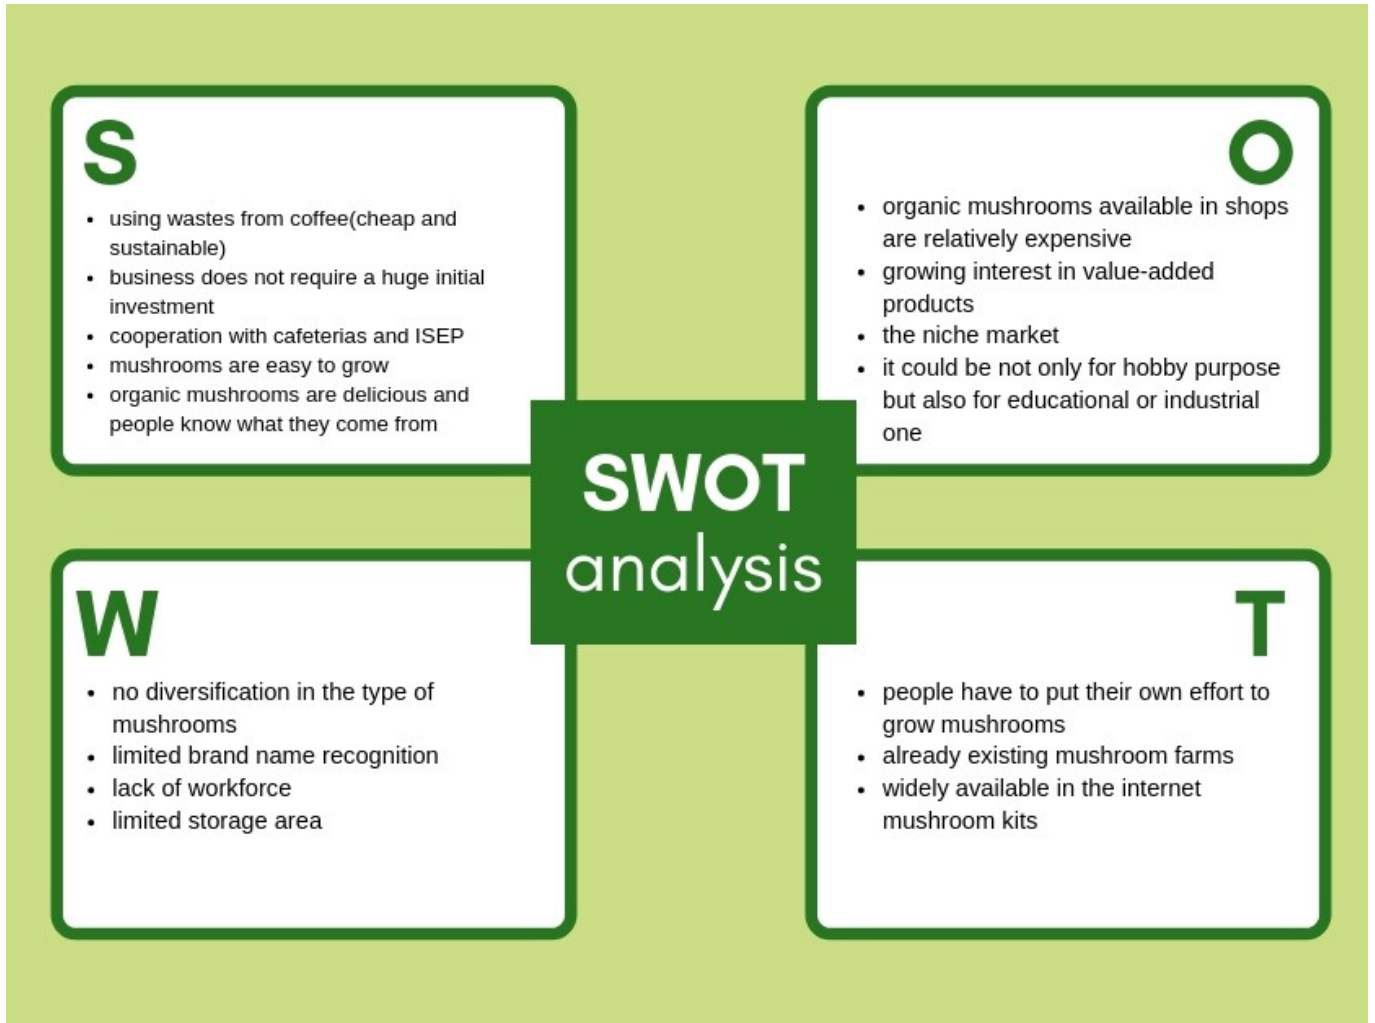 S
using wastes from coffee(cheap and
sustainable)
business does not require a huge initial
investment
cooperation with cafeterias and ISEP
mushrooms are easy to grow
organic mushrooms are delicious and
people know what they come from
O
organic mushrooms available in shops
are relatively expensive
growing interest in value-added
products
the niche market
it could be not only for hobby purpose
but also for educational or industrial
one
SWOT
analysis
W
no diversification in the type of
mushrooms
limited brand name recognition
lack of workforce
limited storage area
T
people have to put their own effort to
grow mushrooms
already existing mushroom farms
widely available in the internet
mushroom kits